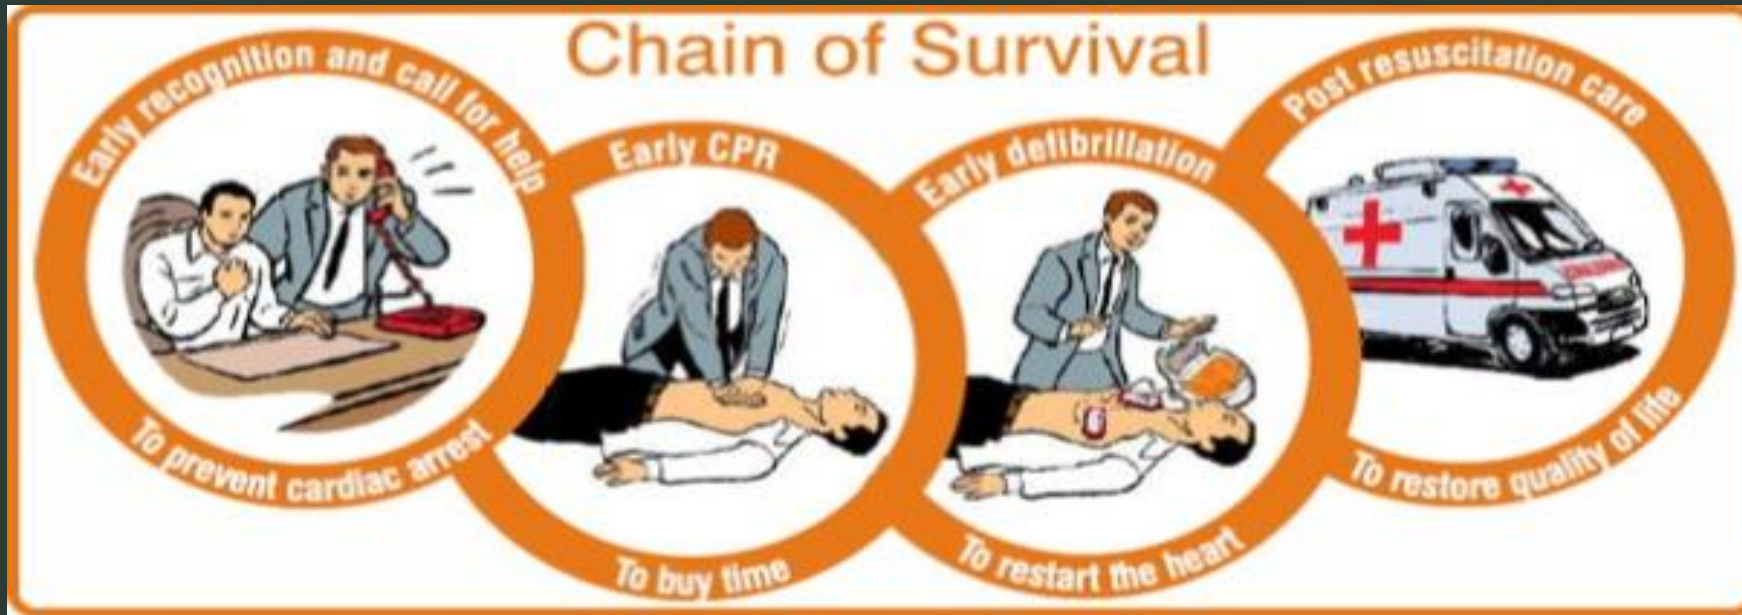 Chain of Survival
Early recognition and call for help
To prevent cardiac arrest
Early CPR
To buy time
Early defibrillation
To restart the heart
Post resuscitation care
To restore quality of life